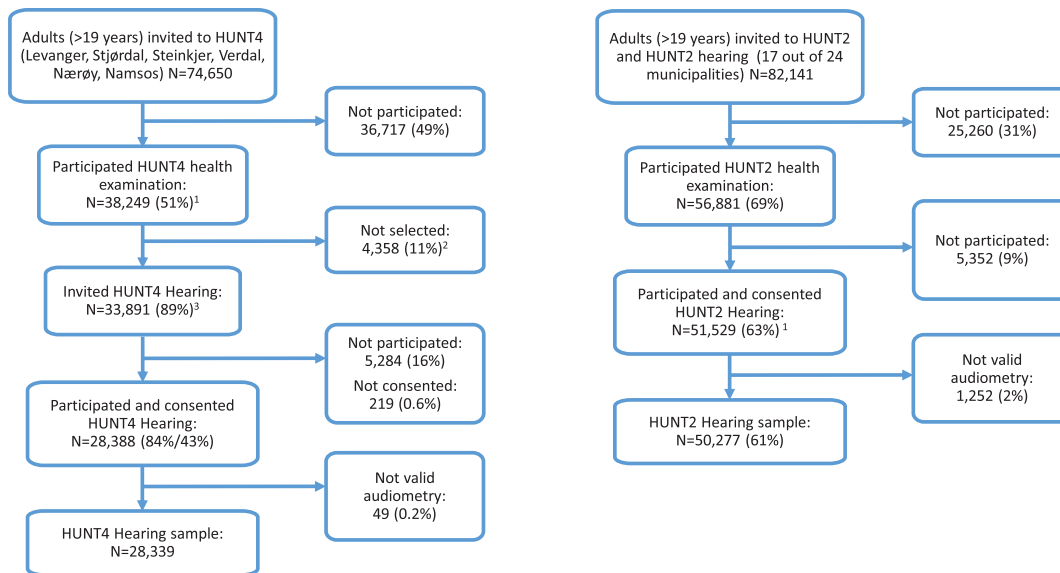 Adults (>19 years) invited to HUNT4
(Levanger, Stjørdal, Steinkjer, Verdal,
Nærøy, Namsos) N=74,650
Not participated:
36,717 (49%)
Participated HUNT4 health
examination:
N=38,249 (51%)¹
Not selected:
4,358 (11%)²
Invited HUNT4 Hearing:
N=33,891 (89%)³
Not participated:
5,284 (16%)
Not consented:
219 (0.6%)
Participated and consented
HUNT4 Hearing:
N=28,388 (84%/43%)
Not valid
audiometry:
49 (0.2%)
HUNT4 Hearing sample:
N=28,339
Adults (>19 years) invited to HUNT2
and HUNT2 hearing (17 out of 24
municipalities) N=82,141
Not participated:
25,260 (31%)
Participated HUNT2 health
examination:
N=56,881 (69%)
Not participated:
5,352 (9%)
Participated and consented
HUNT2 Hearing:
N=51,529 (63%) ¹
Not valid
audiometry:
1,252 (2%)
HUNT2 Hearing sample:
N=50,277 (61%)